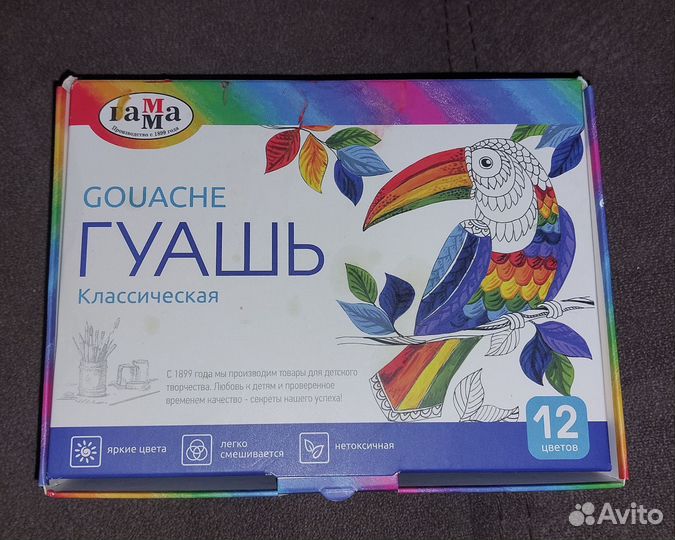 гаММа
Производство с 1899 года
GOUACHE
ГУАШЬ
Классическая
С 1899 года мы производим товары для детского
творчества. Любовь к детям и проверенное
временем качество - секреты нашего успеха!
яркие цвета
легко
смешивается
нетоксичная
12
цветов
Avito